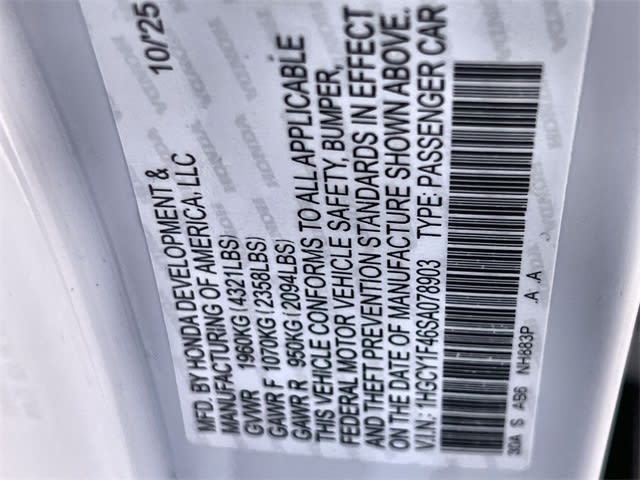 MFD. BY HONDA DEVELOPMENT & 10/'25
MANUFACTURING OF AMERICA, LLC
GVWR 1960KG (4321LBS)
GAWR F 1070KG (2358LBS)
GAWR R 950KG (2094LBS)
THIS VEHICLE CONFORMS TO ALL APPLICABLE
FEDERAL MOTOR VEHICLE SAFETY, BUMPER,
AND THEFT PREVENTION STANDARDS IN EFFECT
ON THE DATE OF MANUFACTURE SHOWN ABOVE.
V.I.N.: 1HGCY1F46SA078903 TYPE: PASSENGER CAR
30A S AB6 NH883P .A .A